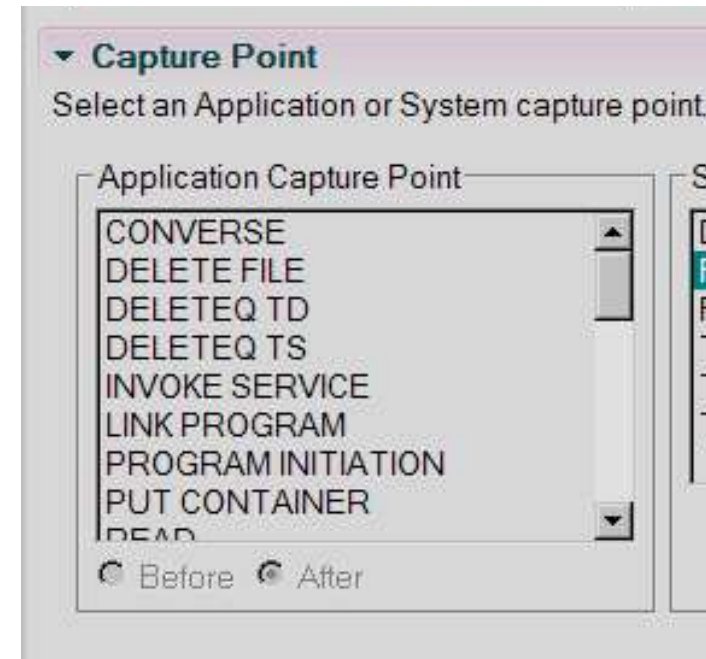 Capture Point
Select an Application or System capture point.
Application Capture Point
CONVERSE
DELETE FILE
DELETEQ TD
DELETEQ TS
INVOKE SERVICE
LINK PROGRAM
PROGRAM INITIATION
PUT CONTAINER
READ
Before After